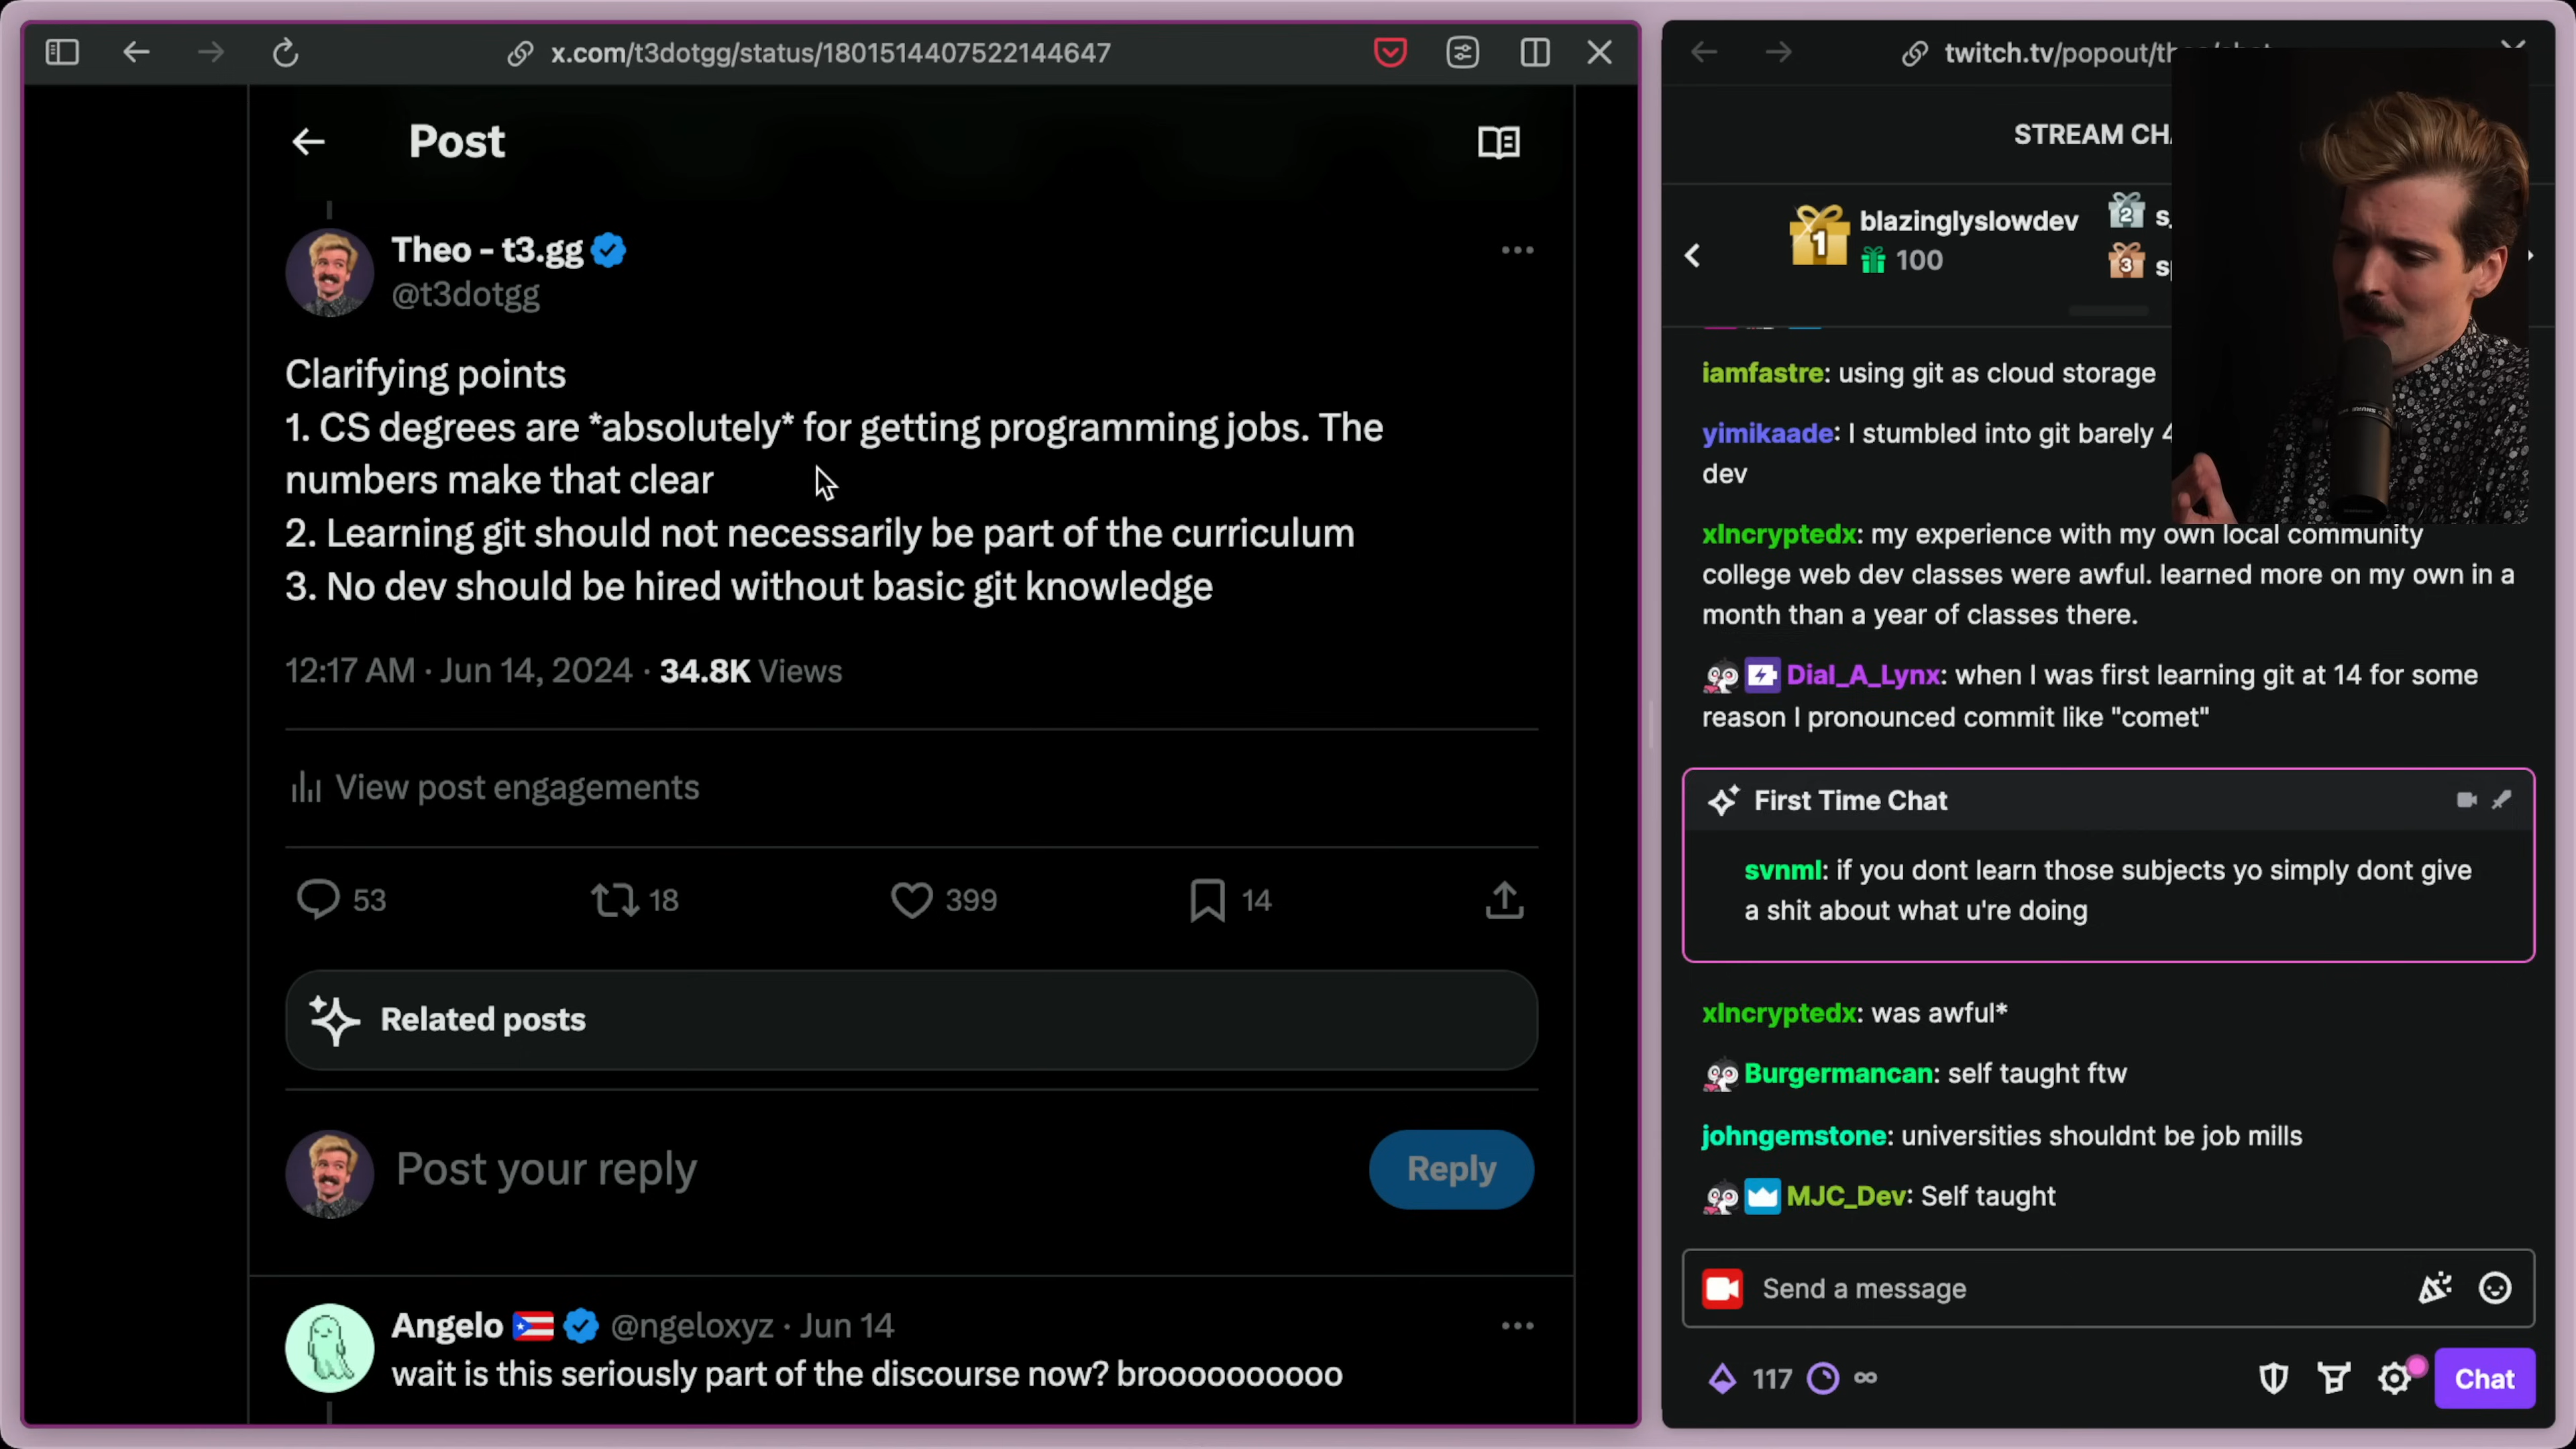 x.com/t3dotgg/status/1801514407522144647
Post
Theo - t3.gg
@t3dotgg
Clarifying points
1. CS degrees are *absolutely* for getting programming jobs. The
numbers make that clear
2. Learning git should not necessarily be part of the curriculum
3. No dev should be hired without basic git knowledge
12:17 AM · Jun 14, 2024 · 34.8K Views
View post engagements
53 18 399 14
Related posts
Post your reply
Reply
Angelo @ngeloxyz · Jun 14
wait is this seriously part of the discourse now? broooooooooo
twitch.tv/popout/
STREAM
1 blazinglyslowdev
100
2
3
iamfastre: using git as cloud storage
yimikaade: I stumbled into git barely 4
dev
xlncryptedx: my experience with my own local community
college web dev classes were awful. learned more on my own in a
month than a year of classes there.
Dial_A_Lynx: when I was first learning git at 14 for some
reason I pronounced commit like "comet"
First Time Chat
svnml: if you dont learn those subjects yo simply dont give
a shit about what u're doing
xlncryptedx: was awful*
Burgermancan: self taught ftw
johngemstone: universities shouldnt be job mills
MJC_Dev: Self taught
Send a message
117 ∞
Chat